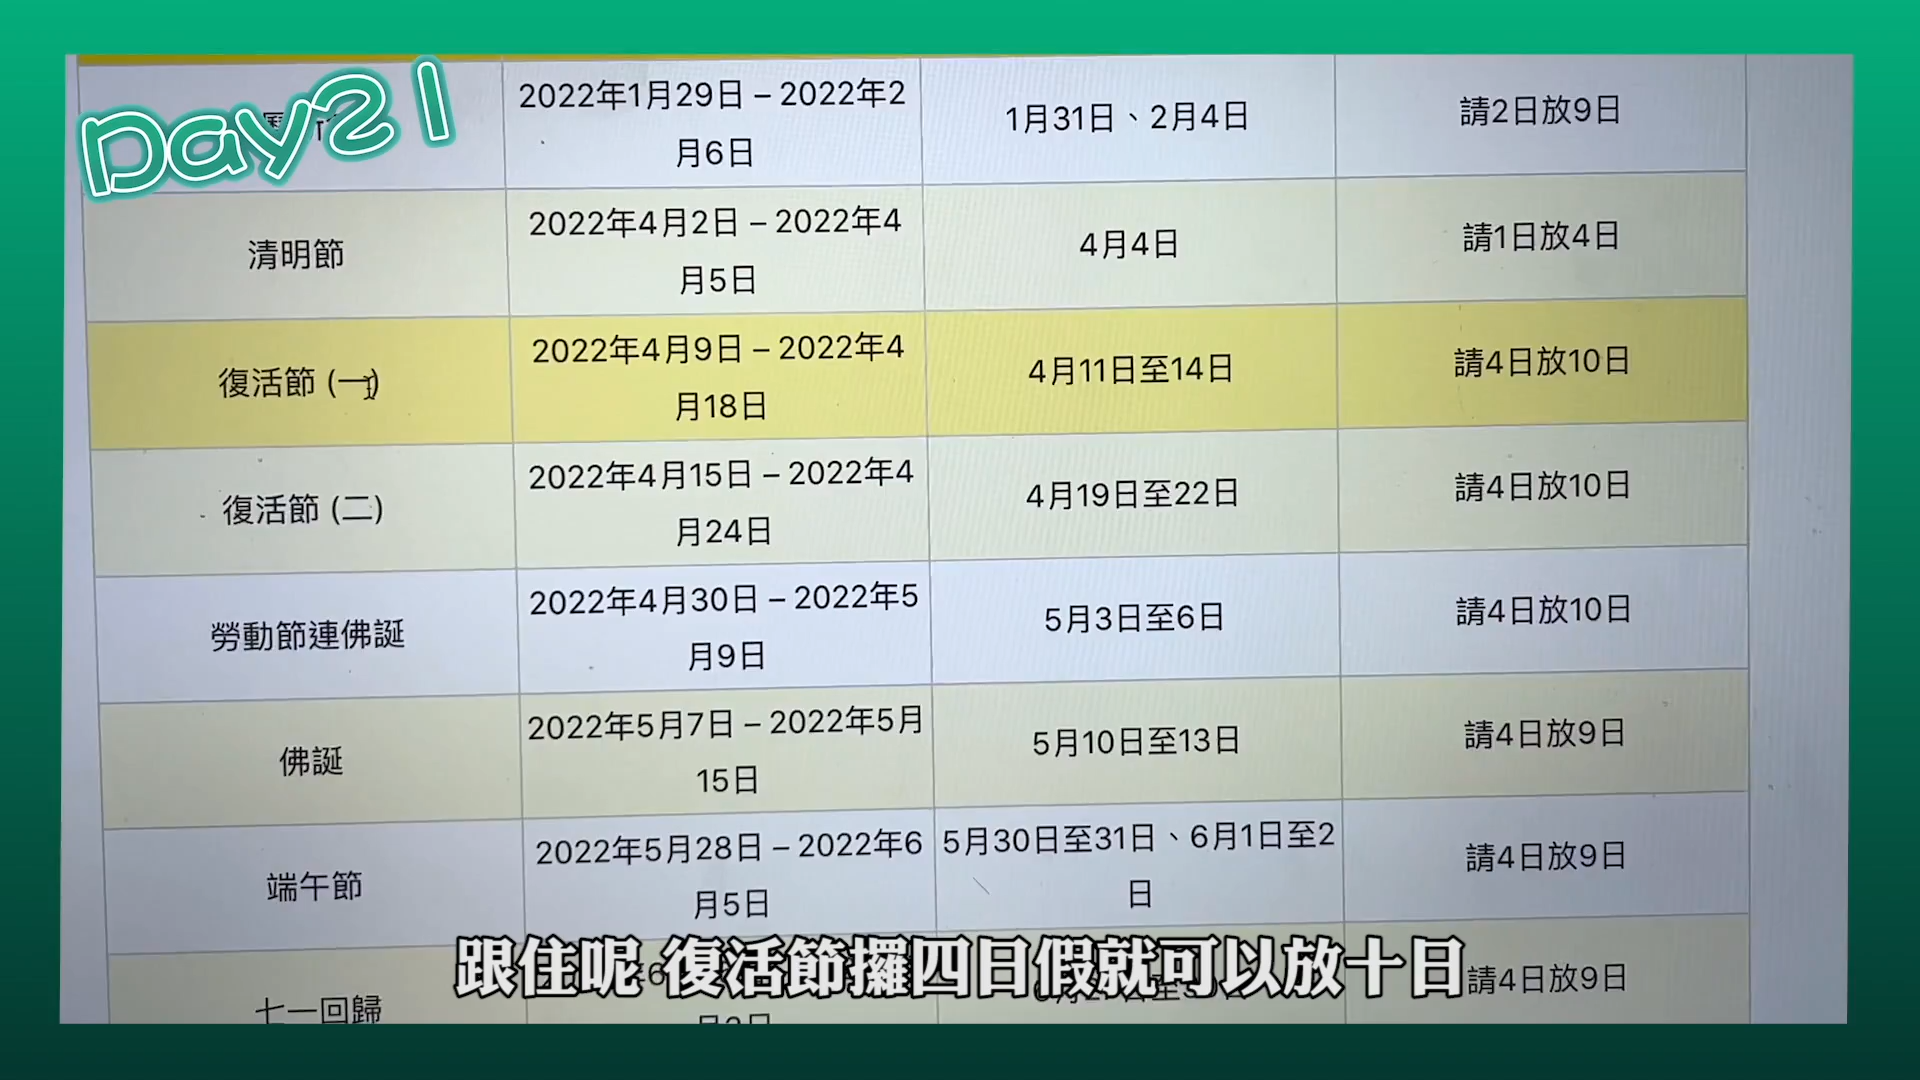 Day21
2022年1月29日 – 2022年2
月6日
1月31日、2月4日
請2日放9日
清明節
2022年4月2日 – 2022年4
月5日
4月4日
請1日放4日
復活節 (一)
2022年4月9日 – 2022年4
月18日
4月11日至14日
請4日放10日
復活節 (二)
2022年4月15日 – 2022年4
月24日
4月19日至22日
請4日放10日
勞動節連佛誕
2022年4月30日 – 2022年5
月9日
5月3日至6日
請4日放10日
佛誕
2022年5月7日 – 2022年5月
15日
5月10日至13日
請4日放9日
端午節
2022年5月28日 – 2022年6
月5日
5月30日至31日、6月1日至2
日
請4日放9日
七一回歸
請4日放9日
跟住呢 復活節攞四日假就可以放十日